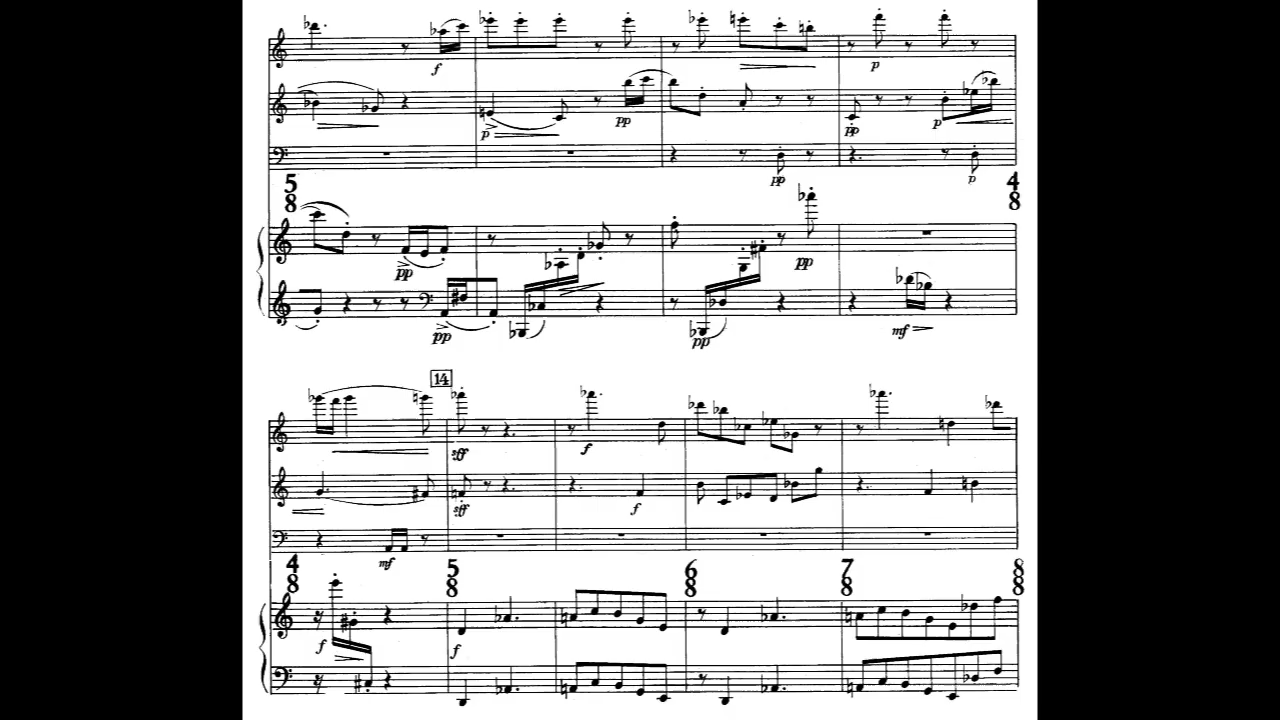 f
p pp pp p
pp p
5 4
8 8
pp pp
pp pp mf
14
sff f
sff f
mf
4 5 6 7 8
8 8 8 8 8
f f